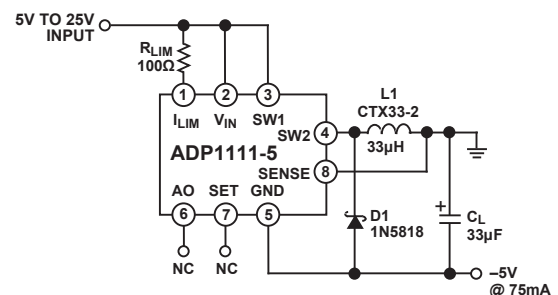 5V TO 25V
INPUT
RLIM
100Ω
1
2
3
ILIM
VIN
SW1
L1
CTX33-2
33μH
SW2
4
ADP1111-5
SENSE
8
AO
SET
GND
6
7
5
NC
NC
D1
1N5818
+
CL
33μF
–5V
@ 75mA